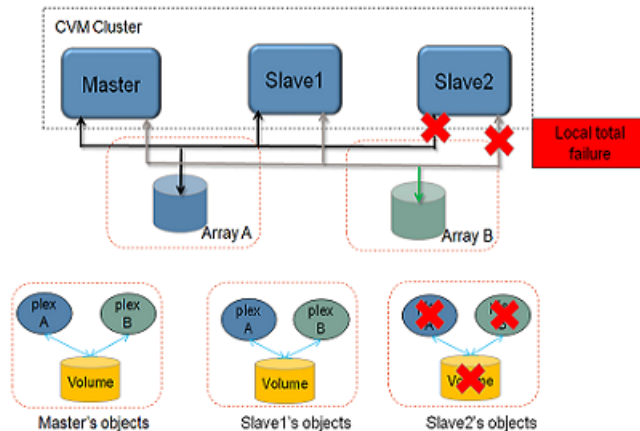 CVM Cluster
Master
Slave1
Slave2
Local total
failure
Array A
Array B
plex
A
plex
B
Volume
plex
A
plex
B
Volume
A
Volume
Master's objects
Slave1's objects
Slave2's objects